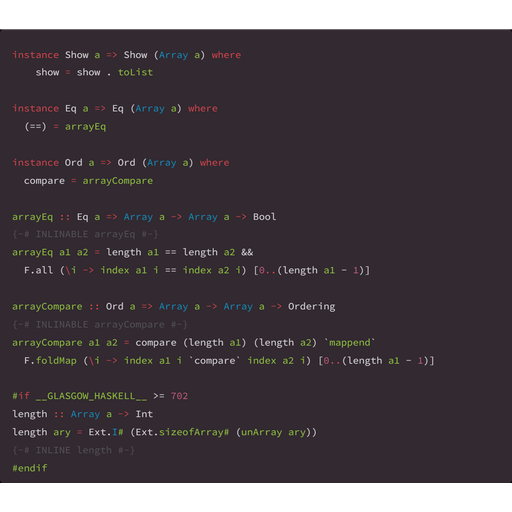 instance Show a => Show (Array a) where
    show = show . toList
instance Eq a => Eq (Array a) where
  (==) = arrayEq
instance Ord a => Ord (Array a) where
  compare = arrayCompare
arrayEq :: Eq a => Array a -> Array a -> Bool
{-# INLINABLE arrayEq #-}
arrayEq a1 a2 = length a1 == length a2 &&
  F.all (\i -> index a1 i == index a2 i) [0..(length a1 - 1)]
arrayCompare :: Ord a => Array a -> Array a -> Ordering
{-# INLINABLE arrayCompare #-}
arrayCompare a1 a2 = compare (length a1) (length a2) `mappend`
  F.foldMap (\i -> index a1 i `compare` index a2 i) [0..(length a1 - 1)]
#if __GLASGOW_HASKELL__ >= 702
length :: Array a -> Int
length ary = Ext.I# (Ext.sizeofArray# (unArray ary))
{-# INLINE length #-}
#endif